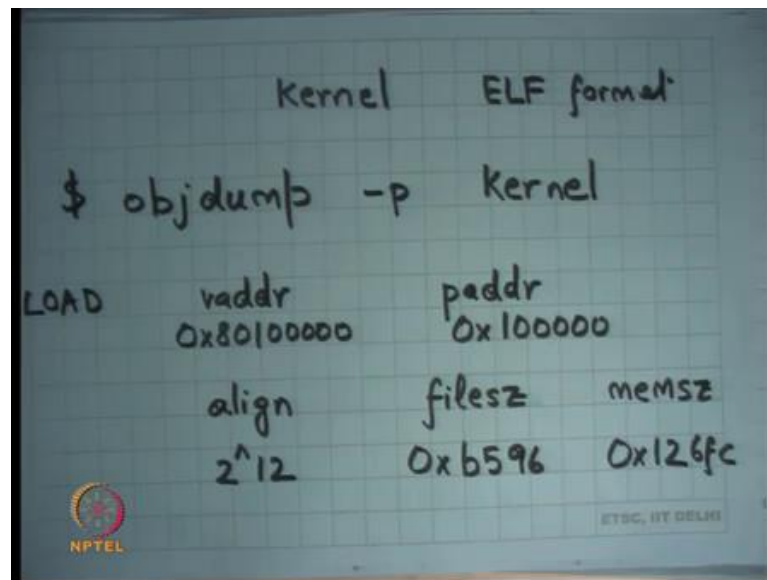 Kernel ELF format
$ objdump -p Kernel
LOAD vaddr paddr
0x80100000 0x100000
align filesz memsz
2^12 0xb596 0x126fc
ETSC, IIT DELHI
NPTEL